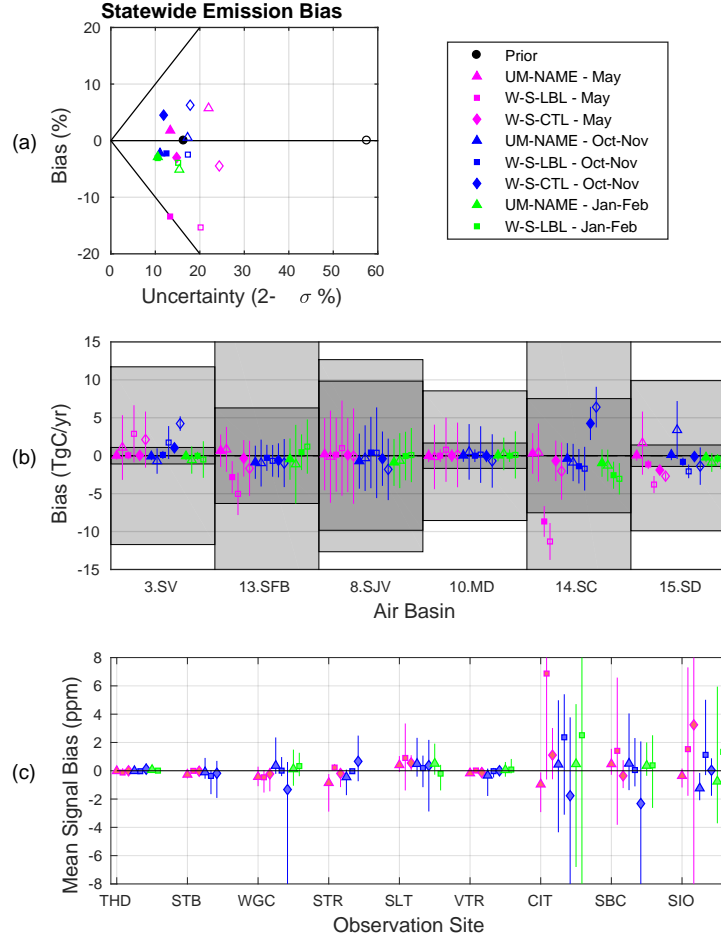 Statewide Emission Bias
(a)
Bias (%)
20
10
0
-10
-20
0 10 20 30 40 50 60
Uncertainty (2- σ %)
Prior
UM-NAME - May
W-S-LBL - May
W-S-CTL - May
UM-NAME - Oct-Nov
W-S-LBL - Oct-Nov
W-S-CTL - Oct-Nov
UM-NAME - Jan-Feb
W-S-LBL - Jan-Feb
(b)
Bias (TgC/yr)
15
10
5
0
-5
-10
-15
3.SV 13.SFB 8.SJV 10.MD 14.SC 15.SD
Air Basin
(c)
Mean Signal Bias (ppm)
8
6
4
2
0
-2
-4
-6
-8
THD STB WGC STR SLT VTR CIT SBC SIO
Observation Site